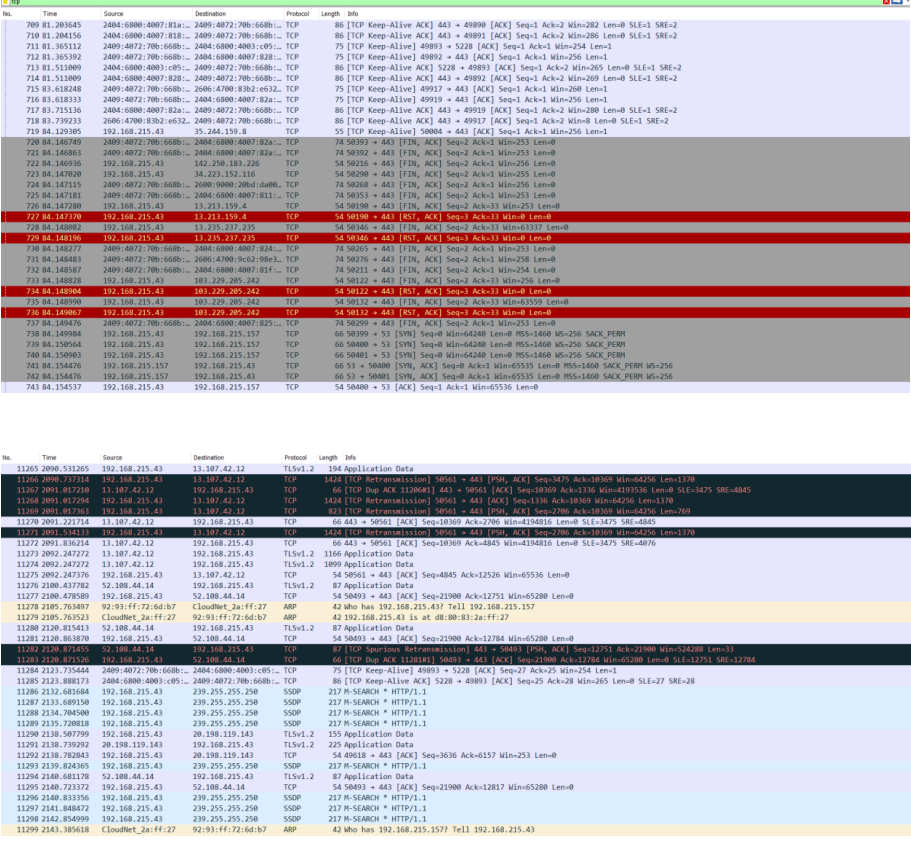 tcp
No. Time Source Destination Protocol Length Info
709 81.203645 2404:6800:4007:81a:… 2409:4072:70b:668b:… TCP 86 [TCP Keep-Alive ACK] 443 → 49890 [ACK] Seq=1 Ack=2 Win=282 Len=0 SLE=1 SRE=2
710 81.204156 2404:6800:4007:818:… 2409:4072:70b:668b:… TCP 86 [TCP Keep-Alive ACK] 443 → 49891 [ACK] Seq=1 Ack=2 Win=286 Len=0 SLE=1 SRE=2
711 81.365112 2409:4072:70b:668b:… 2404:6800:4003:c05:… TCP 75 [TCP Keep-Alive] 49893 → 5228 [ACK] Seq=1 Ack=1 Win=254 Len=1
712 81.365392 2409:4072:70b:668b:… 2404:6800:4007:828:… TCP 75 [TCP Keep-Alive] 49892 → 443 [ACK] Seq=1 Ack=1 Win=256 Len=1
713 81.511009 2404:6800:4003:c05:… 2409:4072:70b:668b:… TCP 86 [TCP Keep-Alive ACK] 5228 → 49893 [ACK] Seq=1 Ack=2 Win=265 Len=0 SLE=1 SRE=2
714 81.511009 2404:6800:4007:828:… 2409:4072:70b:668b:… TCP 86 [TCP Keep-Alive ACK] 443 → 49892 [ACK] Seq=1 Ack=2 Win=269 Len=0 SLE=1 SRE=2
715 83.618248 2409:4072:70b:668b:… 2606:4700:83b2:e632… TCP 75 [TCP Keep-Alive] 49917 → 443 [ACK] Seq=1 Ack=260 Win=260 Len=1
716 83.618333 2409:4072:70b:668b:… 2404:6800:4007:82a:… TCP 75 [TCP Keep-Alive] 49919 → 443 [ACK] Seq=1 Ack=1 Win=256 Len=1
717 83.715136 2404:6800:4007:82a:… 2409:4072:70b:668b:… TCP 86 [TCP Keep-Alive ACK] 443 → 49919 [ACK] Seq=1 Ack=2 Win=280 Len=0 SLE=1 SRE=2
718 83.739233 2606:4700:83b2:e632… 2409:4072:70b:668b:… TCP 86 [TCP Keep-Alive ACK] 443 → 49917 [ACK] Seq=1 Ack=2 Win=8 Len=0 SLE=1 SRE=2
719 84.129305 192.168.215.43 35.244.159.8 TCP 55 [TCP Keep-Alive] 50004 → 443 [ACK] Seq=1 Ack=1 Win=256 Len=1
720 84.146749 2409:4072:70b:668b:… 2404:6800:4007:82a:… TCP 74 50393 → 443 [FIN, ACK] Seq=2 Ack=1 Win=253 Len=0
721 84.146863 2409:4072:70b:668b:… 2404:6800:4007:82a:… TCP 74 50392 → 443 [FIN, ACK] Seq=2 Ack=1 Win=253 Len=0
722 84.146936 192.168.215.43 142.250.183.226 TCP 54 50216 → 443 [FIN, ACK] Seq=2 Ack=1 Win=256 Len=0
723 84.147020 192.168.215.43 34.223.152.116 TCP 54 50290 → 443 [FIN, ACK] Seq=2 Ack=1 Win=255 Len=0
724 84.147115 2409:4072:70b:668b:… 2600:9000:20bd:da00… TCP 74 50268 → 443 [FIN, ACK] Seq=2 Ack=1 Win=256 Len=0
725 84.147181 2409:4072:70b:668b:… 2404:6800:4007:811:… TCP 74 50353 → 443 [FIN, ACK] Seq=2 Ack=1 Win=255 Len=0
726 84.147280 192.168.215.43 13.213.159.4 TCP 54 50190 → 443 [FIN, ACK] Seq=2 Ack=33 Win=253 Len=0
727 84.147370 192.168.215.43 13.213.159.4 TCP 54 50190 → 443 [RST, ACK] Seq=3 Ack=33 Win=0 Len=0
728 84.148082 192.168.215.43 13.235.237.235 TCP 54 50346 → 443 [FIN, ACK] Seq=2 Ack=33 Win=63337 Len=0
729 84.148196 192.168.215.43 13.235.237.235 TCP 54 50346 → 443 [RST, ACK] Seq=3 Ack=33 Win=0 Len=0
730 84.148277 2409:4072:70b:668b:… 2404:6800:4007:824:… TCP 74 50265 → 443 [FIN, ACK] Seq=2 Ack=1 Win=253 Len=0
731 84.148483 2409:4072:70b:668b:… 2606:4700:9c62:98e3… TCP 74 50276 → 443 [FIN, ACK] Seq=2 Ack=1 Win=258 Len=0
732 84.148587 2409:4072:70b:668b:… 2404:6800:4007:81f:… TCP 74 50211 → 443 [FIN, ACK] Seq=2 Ack=1 Win=254 Len=0
733 84.148828 192.168.215.43 103.229.205.242 TCP 54 50122 → 443 [FIN, ACK] Seq=2 Ack=33 Win=256 Len=0
734 84.148904 192.168.215.43 103.229.205.242 TCP 54 50122 → 443 [RST, ACK] Seq=3 Ack=33 Win=0 Len=0
735 84.148990 192.168.215.43 103.229.205.242 TCP 54 50132 → 443 [FIN, ACK] Seq=2 Ack=33 Win=63559 Len=0
736 84.149067 192.168.215.43 103.229.205.242 TCP 54 50132 → 443 [RST, ACK] Seq=3 Ack=33 Win=0 Len=0
737 84.149476 2409:4072:70b:668b:… 2404:6800:4007:825:… TCP 74 50299 → 443 [FIN, ACK] Seq=2 Ack=1 Win=253 Len=0
738 84.149984 192.168.215.43 192.168.215.157 TCP 66 50399 → 53 [SYN] Seq=0 Win=64240 Len=0 MSS=1460 WS=256 SACK_PERM
739 84.150564 192.168.215.43 192.168.215.157 TCP 66 50400 → 53 [SYN] Seq=0 Win=64240 Len=0 MSS=1460 WS=256 SACK_PERM
740 84.150903 192.168.215.43 192.168.215.157 TCP 66 50401 → 53 [SYN] Seq=0 Win=64240 Len=0 MSS=1460 WS=256 SACK_PERM
741 84.154476 192.168.215.157 192.168.215.43 TCP 66 53 → 50400 [SYN, ACK] Seq=0 Ack=1 Win=65535 Len=0 MSS=1460 SACK_PERM WS=256
742 84.154476 192.168.215.157 192.168.215.43 TCP 66 53 → 50401 [SYN, ACK] Seq=0 Ack=1 Win=65535 Len=0 MSS=1460 SACK_PERM WS=256
743 84.154537 192.168.215.43 192.168.215.157 TCP 54 50400 → 53 [ACK] Seq=1 Ack=1 Win=65536 Len=0
No. Time Source Destination Protocol Length Info
11265 2090.531265 192.168.215.43 13.107.42.12 TLSv1.2 194 Application Data
11266 2090.737314 192.168.215.43 13.107.42.12 TCP 1424 [TCP Retransmission] 50561 → 443 [PSH, ACK] Seq=3475 Ack=10369 Win=64256 Len=1370
11267 2091.017210 13.107.42.12 192.168.215.43 TCP 66 [TCP Dup ACK 11206#1] 443 → 50561 [ACK] Seq=10369 Ack=1336 Win=4193536 Len=0 SLE=3475 SRE=4845
11268 2091.017294 192.168.215.43 13.107.42.12 TCP 1424 [TCP Retransmission] 50561 → 443 [ACK] Seq=1336 Ack=10369 Win=64256 Len=1370
11269 2091.017363 192.168.215.43 13.107.42.12 TCP 823 [TCP Retransmission] 50561 → 443 [PSH, ACK] Seq=2706 Ack=10369 Win=64256 Len=769
11270 2091.221714 13.107.42.12 192.168.215.43 TCP 66 443 → 50561 [ACK] Seq=10369 Ack=2706 Win=4194816 Len=0 SLE=3475 SRE=4845
11271 2091.534133 192.168.215.43 13.107.42.12 TCP 1424 [TCP Retransmission] 50561 → 443 [PSH, ACK] Seq=2706 Ack=10369 Win=64256 Len=1370
11272 2091.836214 13.107.42.12 192.168.215.43 TCP 66 443 → 50561 [ACK] Seq=10369 Ack=4845 Win=4194816 Len=0 SLE=3475 SRE=4076
11273 2092.247272 13.107.42.12 192.168.215.43 TLSv1.2 1166 Application Data
11274 2092.247272 13.107.42.12 192.168.215.43 TLSv1.2 1099 Application Data
11275 2092.247376 192.168.215.43 13.107.42.12 TCP 54 50561 → 443 [ACK] Seq=4845 Ack=12526 Win=65536 Len=0
11276 2100.437782 52.108.44.14 192.168.215.43 TLSv1.2 87 Application Data
11277 2100.478589 192.168.215.43 52.108.44.14 TCP 54 50493 → 443 [ACK] Seq=21900 Ack=12751 Win=65280 Len=0
11278 2105.763497 92:93:ff:72:6d:b7 CloudNet_2a:ff:27 ARP 42 Who has 192.168.215.43? Tell 192.168.215.157
11279 2105.763523 CloudNet_2a:ff:27 92:93:ff:72:6d:b7 ARP 42 192.168.215.43 is at d8:80:83:2a:ff:27
11280 2120.815413 52.108.44.14 192.168.215.43 TLSv1.2 87 Application Data
11281 2120.863870 192.168.215.43 52.108.44.14 TCP 54 50493 → 443 [ACK] Seq=21900 Ack=12784 Win=65280 Len=0
11282 2120.871455 52.108.44.14 192.168.215.43 TCP 87 [TCP Spurious Retransmission] 443 → 50493 [PSH, ACK] Seq=12751 Ack=21900 Win=524288 Len=33
11283 2120.871526 192.168.215.43 52.108.44.14 TCP 66 [TCP Dup ACK 11281#1] 50493 → 443 [ACK] Seq=21900 Ack=12784 Win=65280 Len=0 SLE=12751 SRE=12784
11284 2123.735444 2409:4072:70b:668b:… 2404:6800:4003:c05:… TCP 75 [TCP Keep-Alive] 49893 → 5228 [ACK] Seq=27 Ack=25 Win=254 Len=1
11285 2123.888173 2404:6800:4003:c05:… 2409:4072:70b:668b:… TCP 86 [TCP Keep-Alive ACK] 5228 → 49893 [ACK] Seq=25 Ack=28 Win=265 Len=0 SLE=27 SRE=28
11286 2132.681684 192.168.215.43 239.255.255.250 SSDP 217 M-SEARCH * HTTP/1.1
11287 2133.689150 192.168.215.43 239.255.255.250 SSDP 217 M-SEARCH * HTTP/1.1
11288 2134.704500 192.168.215.43 239.255.255.250 SSDP 217 M-SEARCH * HTTP/1.1
11289 2135.720818 192.168.215.43 239.255.255.250 SSDP 217 M-SEARCH * HTTP/1.1
11290 2138.507799 192.168.215.43 20.198.119.143 TLSv1.2 155 Application Data
11291 2138.739292 20.198.119.143 192.168.215.43 TLSv1.2 225 Application Data
11292 2138.782843 192.168.215.43 20.198.119.143 TCP 54 49618 → 443 [ACK] Seq=3636 Ack=6157 Win=253 Len=0
11293 2139.824365 192.168.215.43 239.255.255.250 SSDP 217 M-SEARCH * HTTP/1.1
11294 2140.681178 52.108.44.14 192.168.215.43 TLSv1.2 87 Application Data
11295 2140.723372 192.168.215.43 52.108.44.14 TCP 54 50493 → 443 [ACK] Seq=21900 Ack=12817 Win=65280 Len=0
11296 2140.833356 192.168.215.43 239.255.255.250 SSDP 217 M-SEARCH * HTTP/1.1
11297 2141.848472 192.168.215.43 239.255.255.250 SSDP 217 M-SEARCH * HTTP/1.1
11298 2142.854999 192.168.215.43 239.255.255.250 SSDP 217 M-SEARCH * HTTP/1.1
11299 2143.385618 CloudNet_2a:ff:27 92:93:ff:72:6d:b7 ARP 42 Who has 192.168.215.157? Tell 192.168.215.43